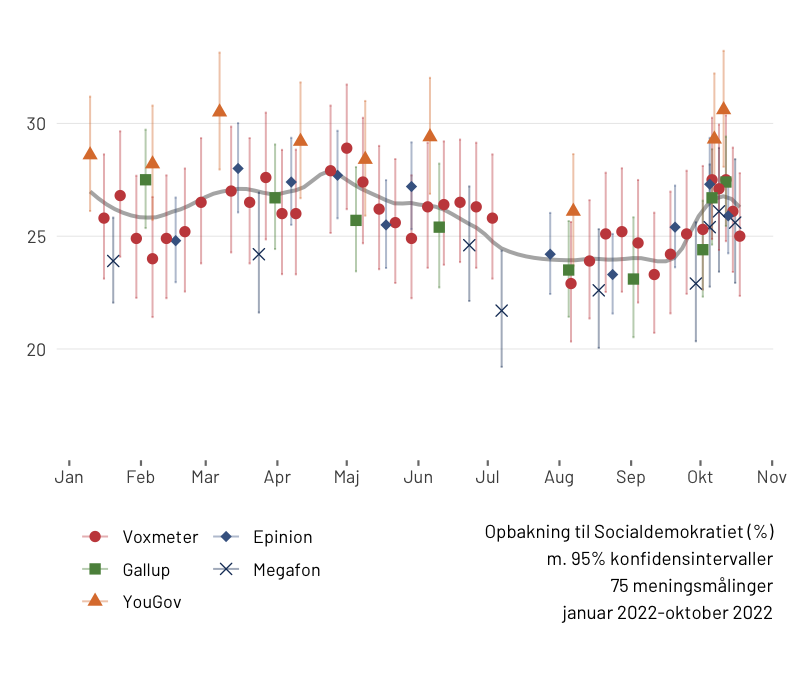 30
25
20
Jan Feb Mar Apr Maj Jun Jul Aug Sep Okt Nov
Voxmeter Epinion
Gallup Megafon
YouGov
Opbakning til Socialdemokratiet (%)
m. 95% konfidensintervaller
75 meningsmålinger
januar 2022-oktober 2022